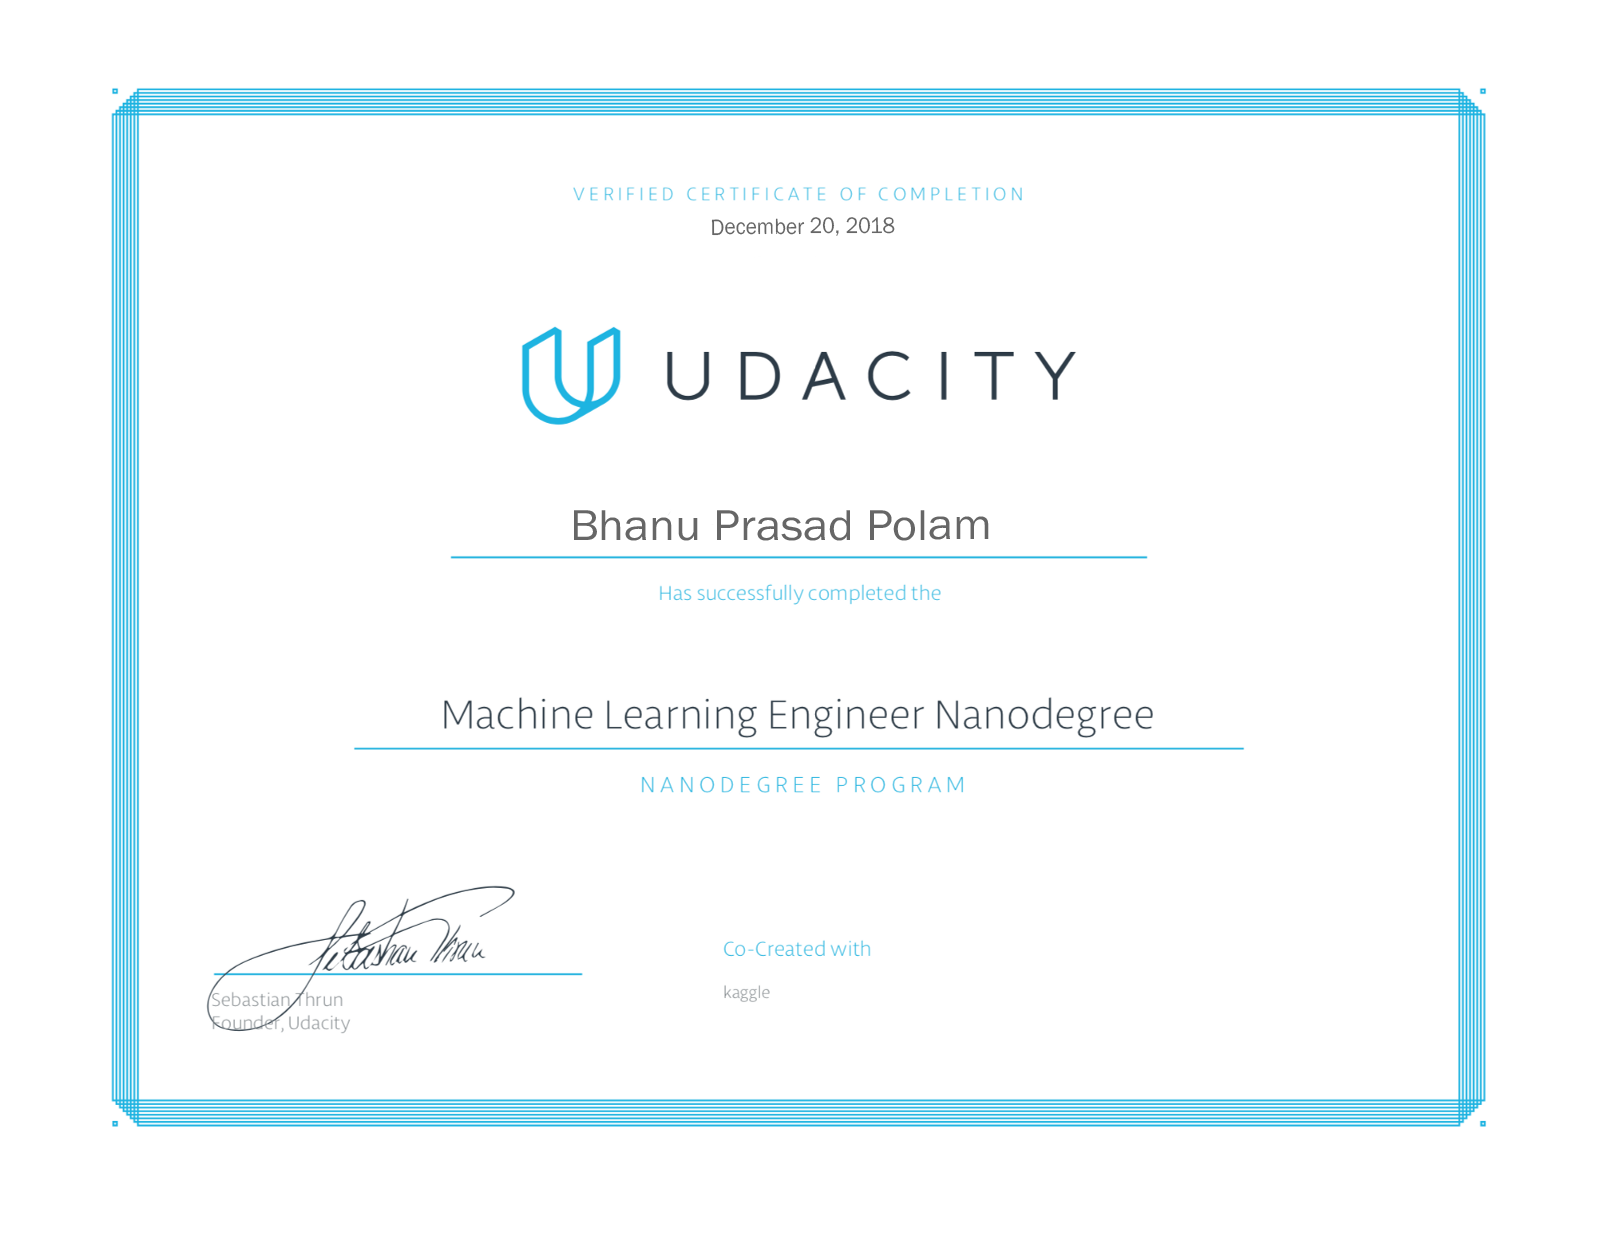 VERIFIED CERTIFICATE OF COMPLETION
December 20, 2018
UDACITY
Bhanu Prasad Polam
Has successfully completed the
Machine Learning Engineer Nanodegree
NANODEGREE PROGRAM
Sebastian Thrun
Sebastian Thrun
Founder, Udacity
Co-Created with
kaggle